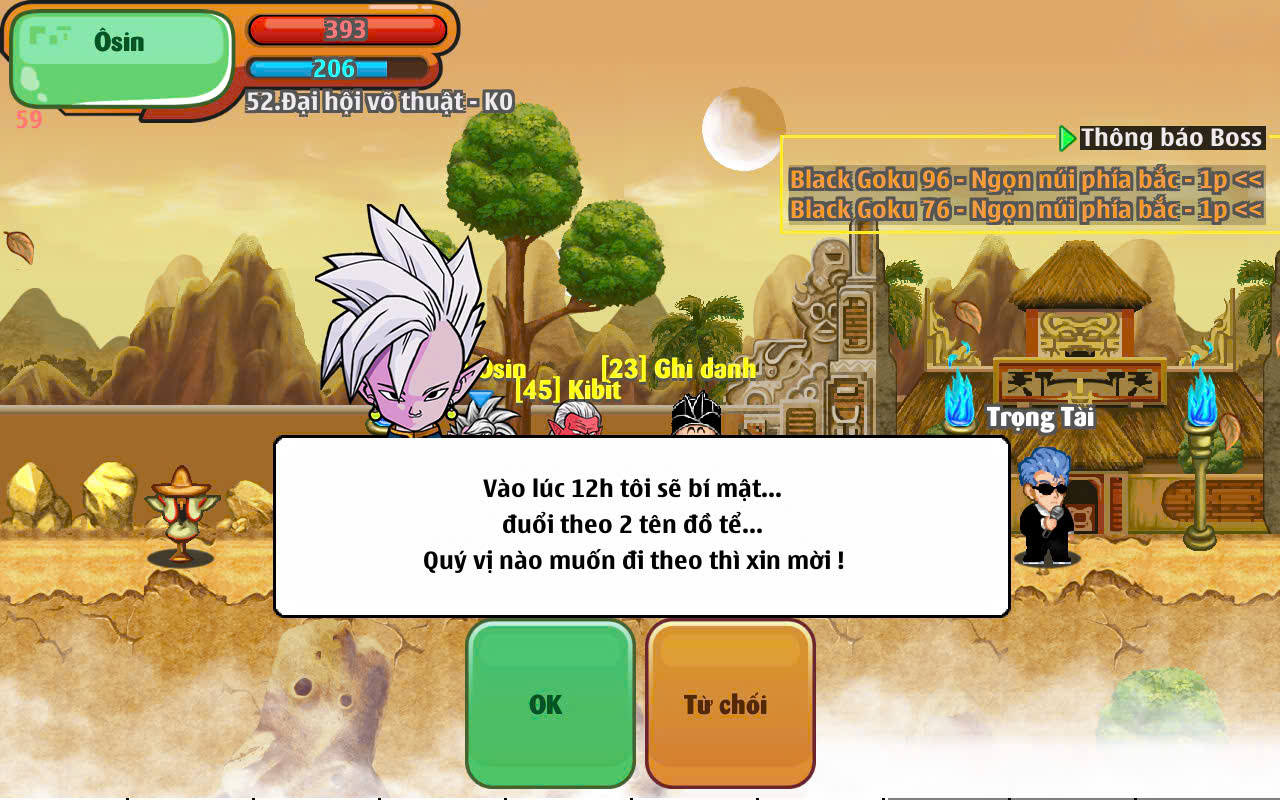 Ôsin
393
206
59
52.Đại hội võ thuật - K0
Thông báo Boss
Black Goku 96 - Ngọn núi phía bắc - 1p <<
Black Goku 76 - Ngọn núi phía bắc - 1p <<
Ôsin
[23] Ghi danh
[45] Kibit
Trọng Tài
Vào lúc 12h tôi sẽ bí mật...
đuổi theo 2 tên đồ tể...
Quý vị nào muốn đi theo thì xin mời !
OK
Từ chối